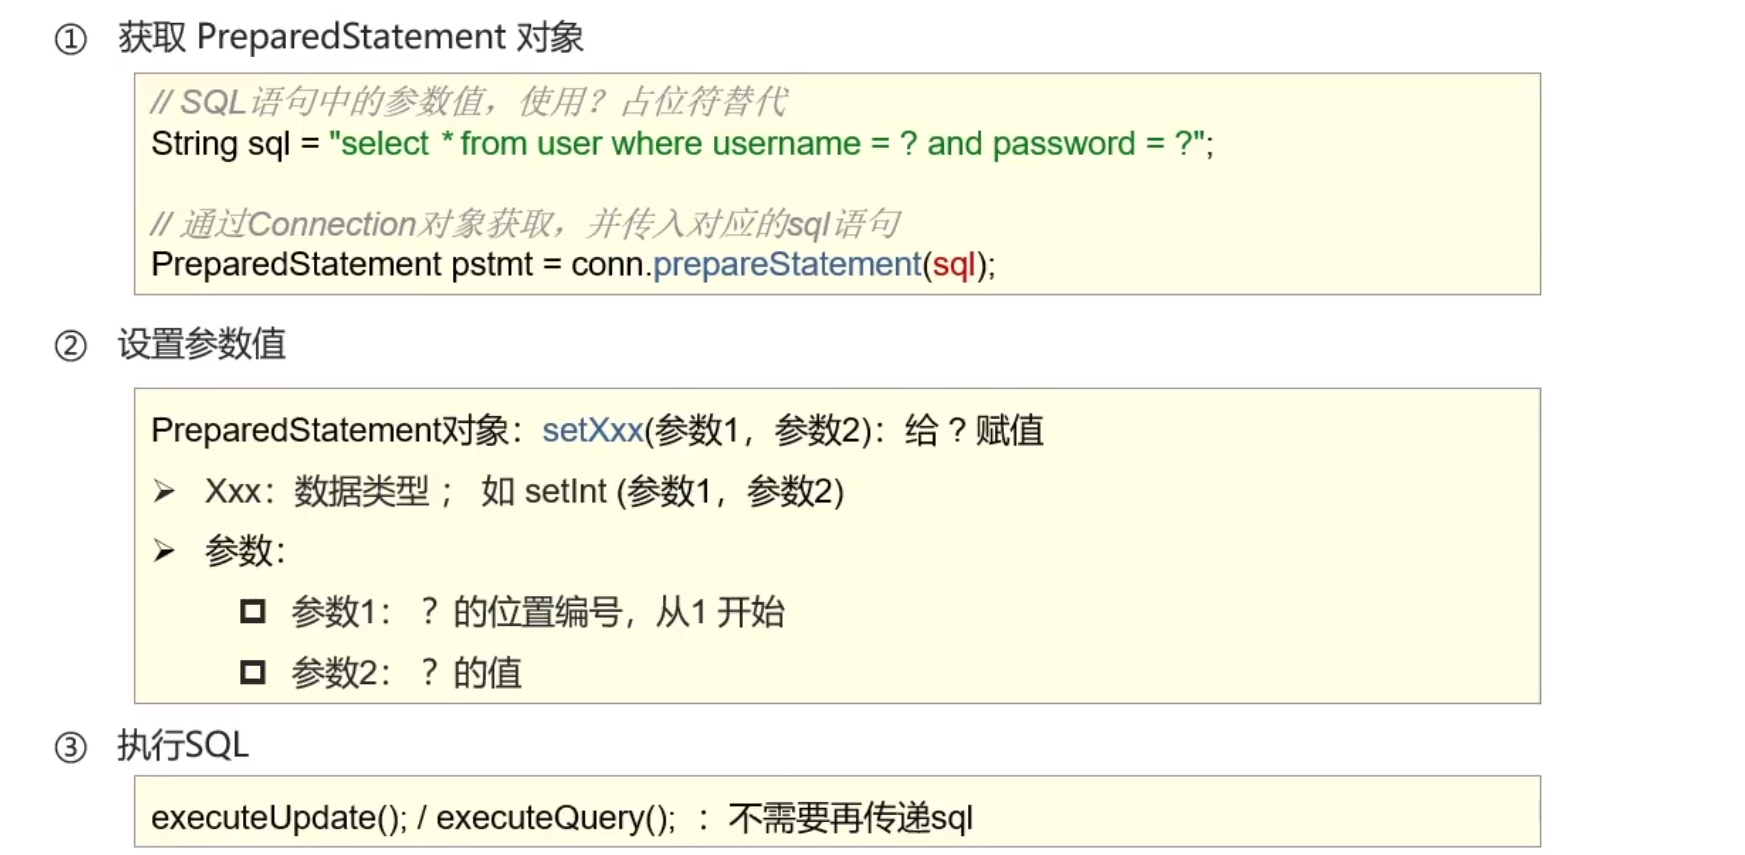 ① 获取 PreparedStatement 对象
// SQL语句中的参数值，使用？占位符替代
String sql = "select * from user where username = ? and password = ?";
// 通过Connection对象获取，并传入对应的sql语句
PreparedStatement pstmt = conn.prepareStatement(sql);
② 设置参数值
PreparedStatement对象：setXxx(参数1，参数2)：给 ? 赋值
➢ Xxx：数据类型 ； 如 setInt (参数1，参数2)
➢ 参数：
参数1： ？的位置编号，从1 开始
参数2： ？的值
③ 执行SQL
executeUpdate(); / executeQuery(); ：不需要再传递sql